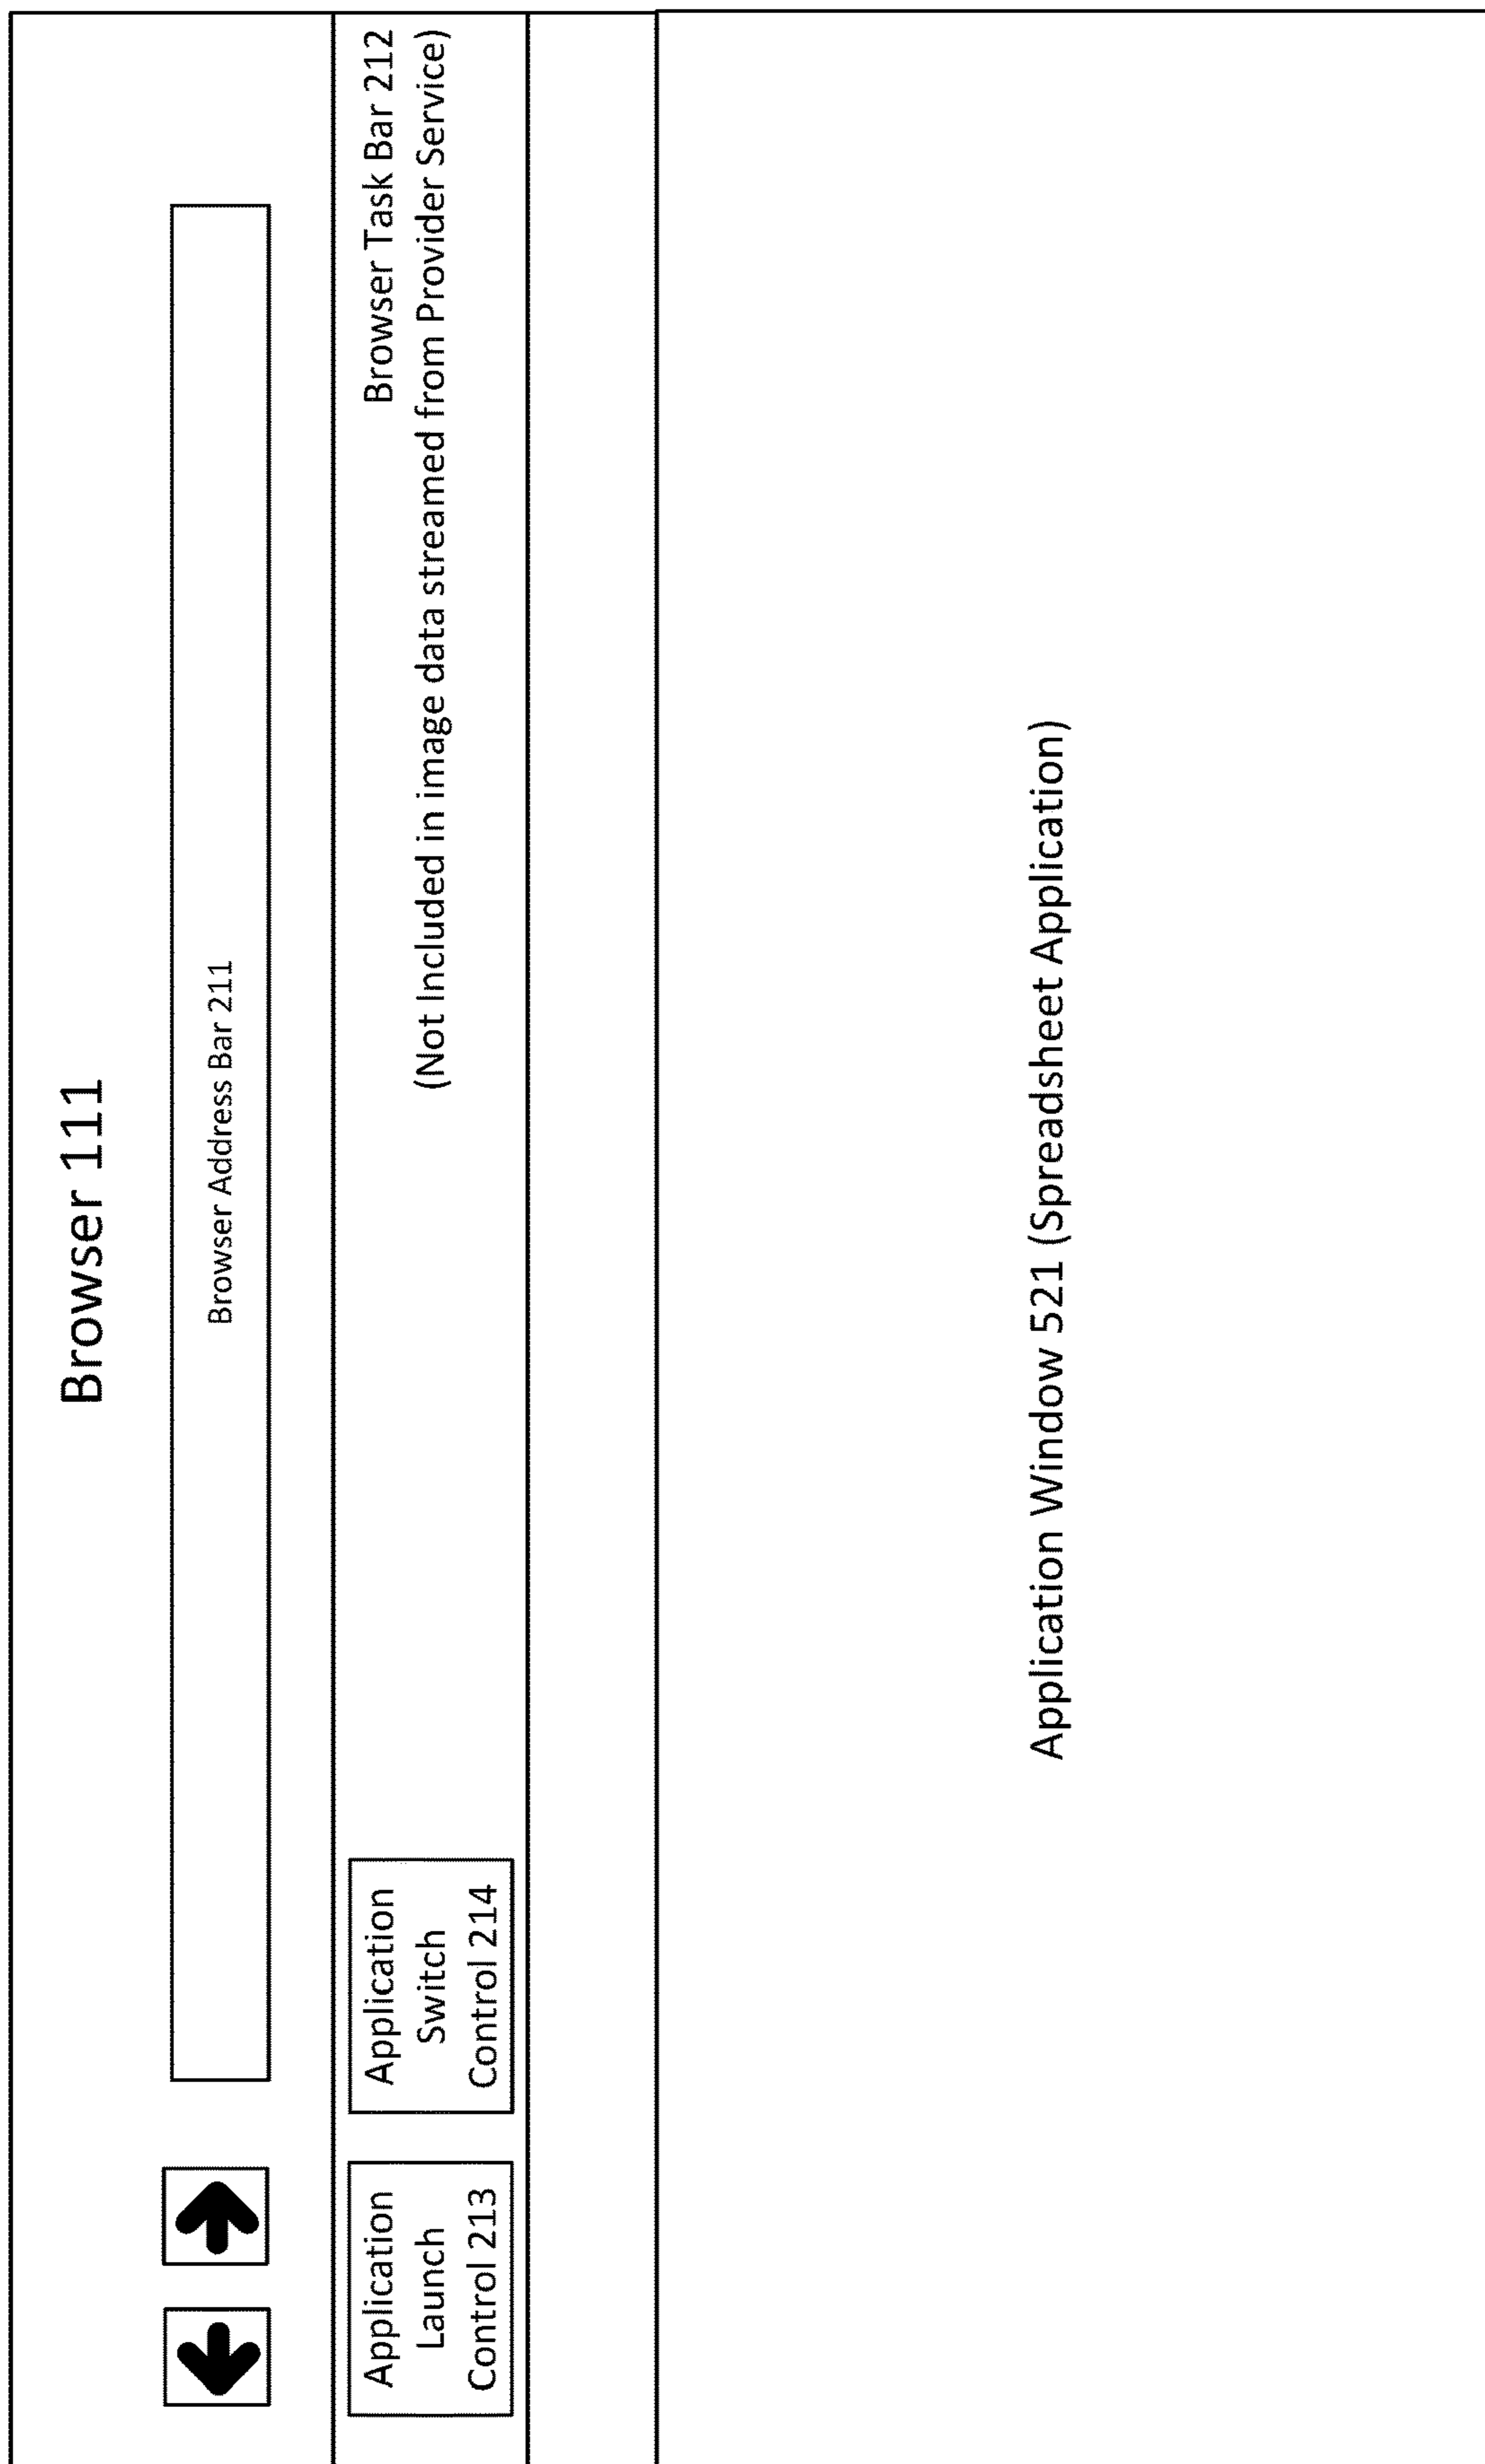 Browser 111
Browser Address Bar 211
Application
Launch
Control 213
Application
Switch
Control 214
Browser Task Bar 212
(Not Included in image data streamed from Provider Service)
Application Window 521 (Spreadsheet Application)